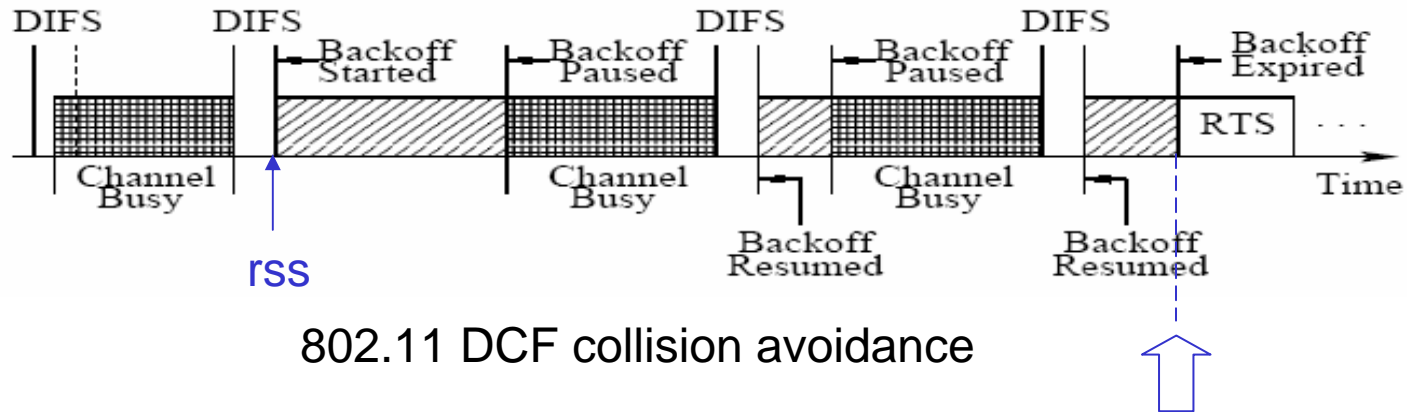 DIFS DIFS DIFS DIFS
Backoff Started
Backoff Paused
Backoff Paused
Backoff Expired
RTS . . .
Channel Busy
Channel Busy
Channel Busy
Time
rss
Backoff Resumed
Backoff Resumed
802.11 DCF collision avoidance